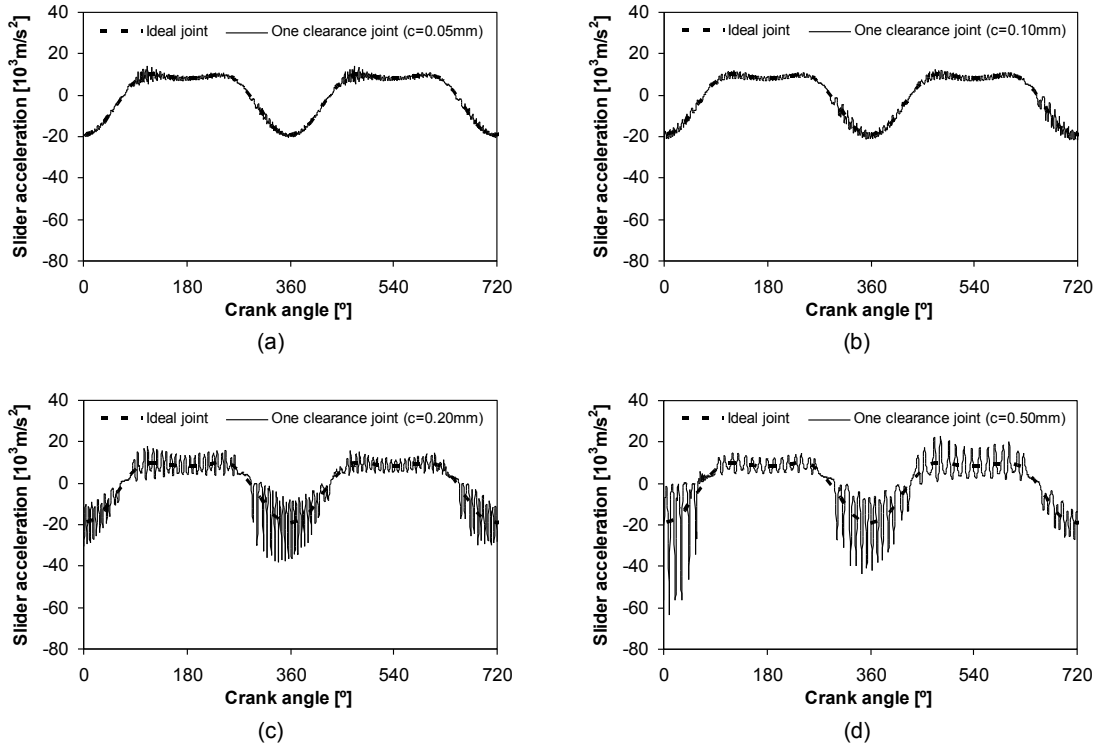 Ideal joint One clearance joint (c=0.05mm)
Slider acceleration [10³m/s²]
40
20
0
-20
-40
-60
-80
0 180 360 540 720
Crank angle [º]
(a)
Ideal joint One clearance joint (c=0.10mm)
Slider acceleration [10³m/s²]
40
20
0
-20
-40
-60
-80
0 180 360 540 720
Crank angle [º]
(b)
Ideal joint One clearance joint (c=0.20mm)
Slider acceleration [10³m/s²]
40
20
0
-20
-40
-60
-80
0 180 360 540 720
Crank angle [º]
(c)
Ideal joint One clearance joint (c=0.50mm)
Slider acceleration [10³m/s²]
40
20
0
-20
-40
-60
-80
0 180 360 540 720
Crank angle [º]
(d)